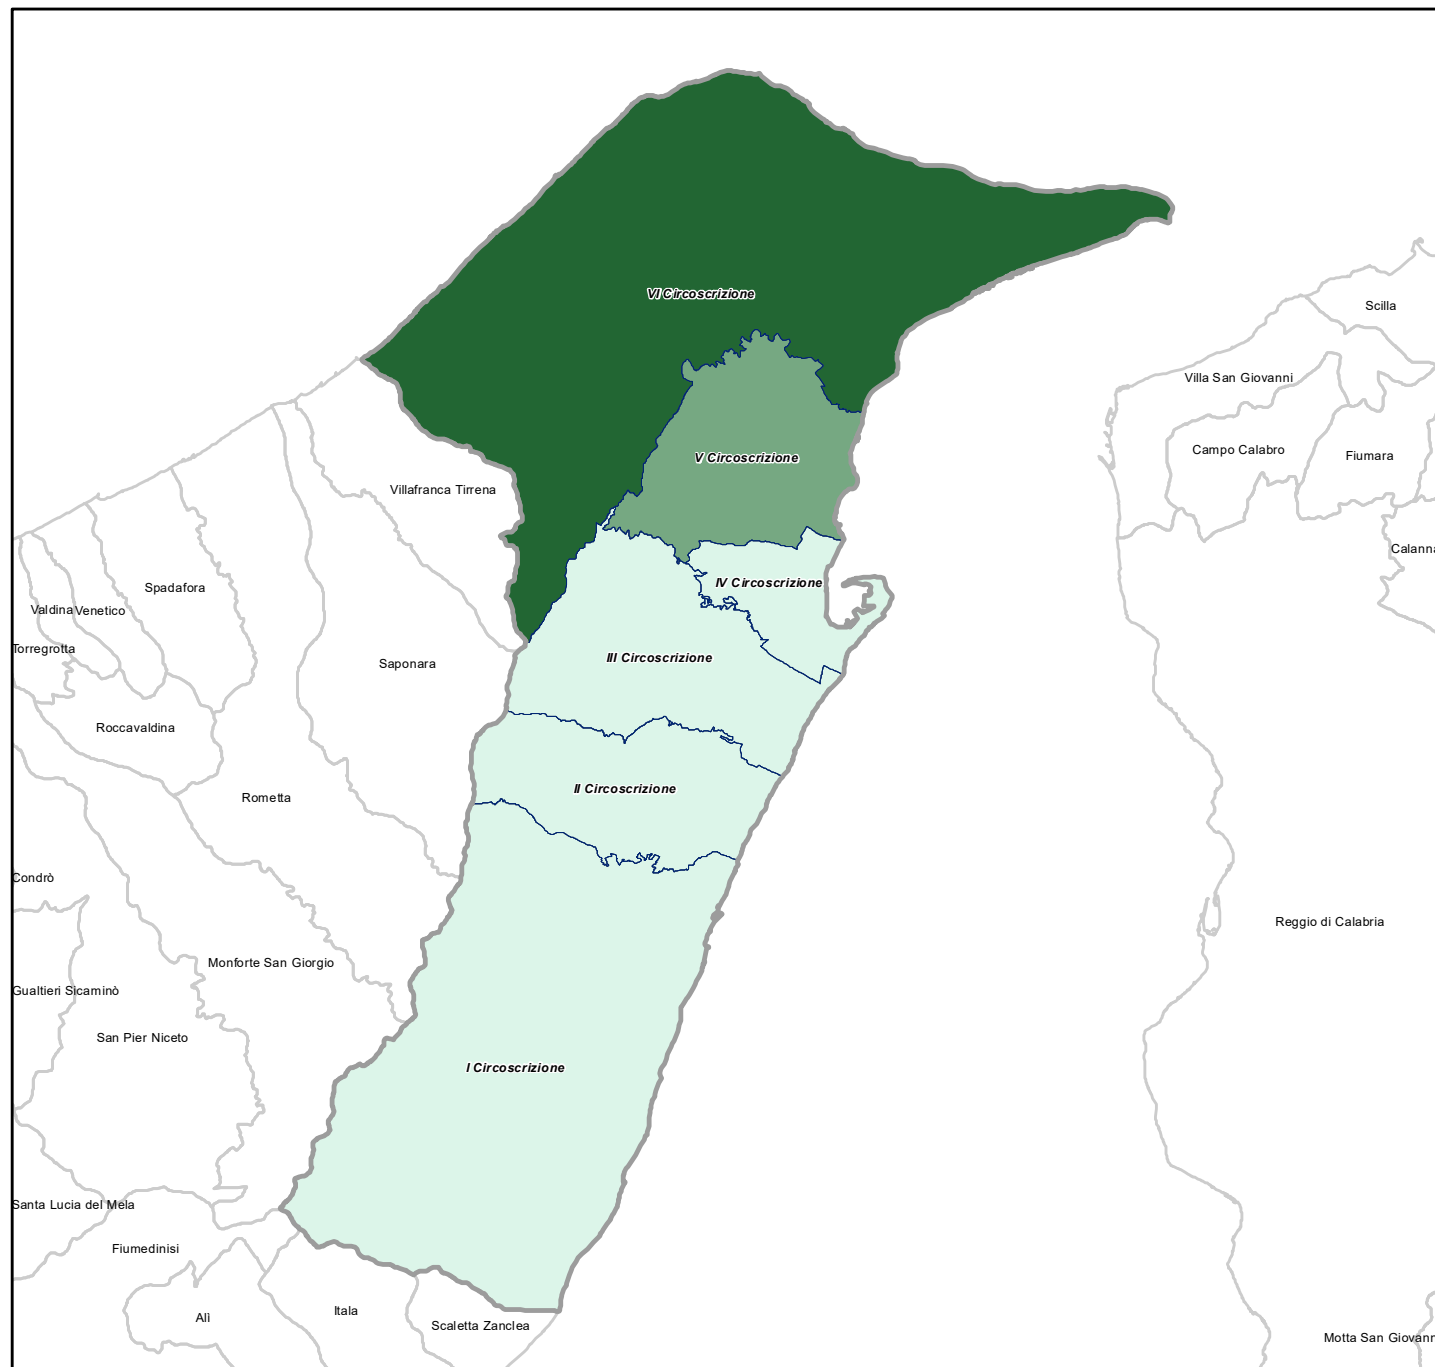 VI Circoscrizione
Scilla
Villa San Giovanni
Campo Calabro
Fiumara
V Circoscrizione
Villafranca Tirrena
Calanna
IV Circoscrizione
Spadafora
Valdina
Venetico
Torregrotta
III Circoscrizione
Saponara
Roccavaldina
II Circoscrizione
Rometta
Condrò
Reggio di Calabria
Monforte San Giorgio
Gualtieri Sicaminò
San Pier Niceto
I Circoscrizione
Santa Lucia del Mela
Fiumedinisi
Alì
Itala
Scaletta Zanclea
Motta San Giovann